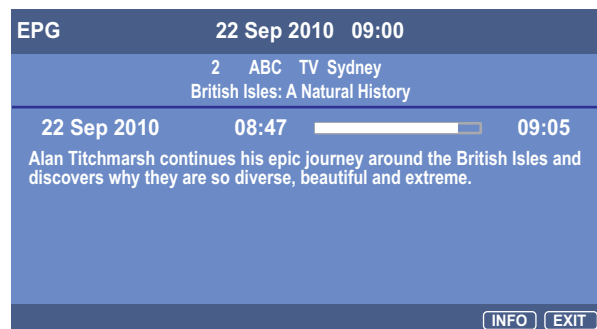 EPG 22 Sep 2010 09:00
2 ABC TV Sydney
British Isles: A Natural History
22 Sep 2010 08:47 09:05
Alan Titchmarsh continues his epic journey around the British Isles and
discovers why they are so diverse, beautiful and extreme.
INFO EXIT